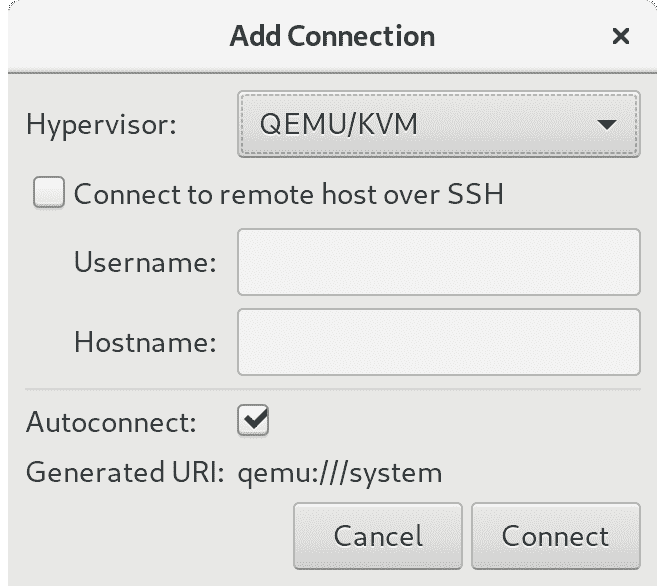 Add Connection
Hypervisor: QEMU/KVM
Connect to remote host over SSH
Username:
Hostname:
Autoconnect:
Generated URI: qemu:///system
Cancel Connect